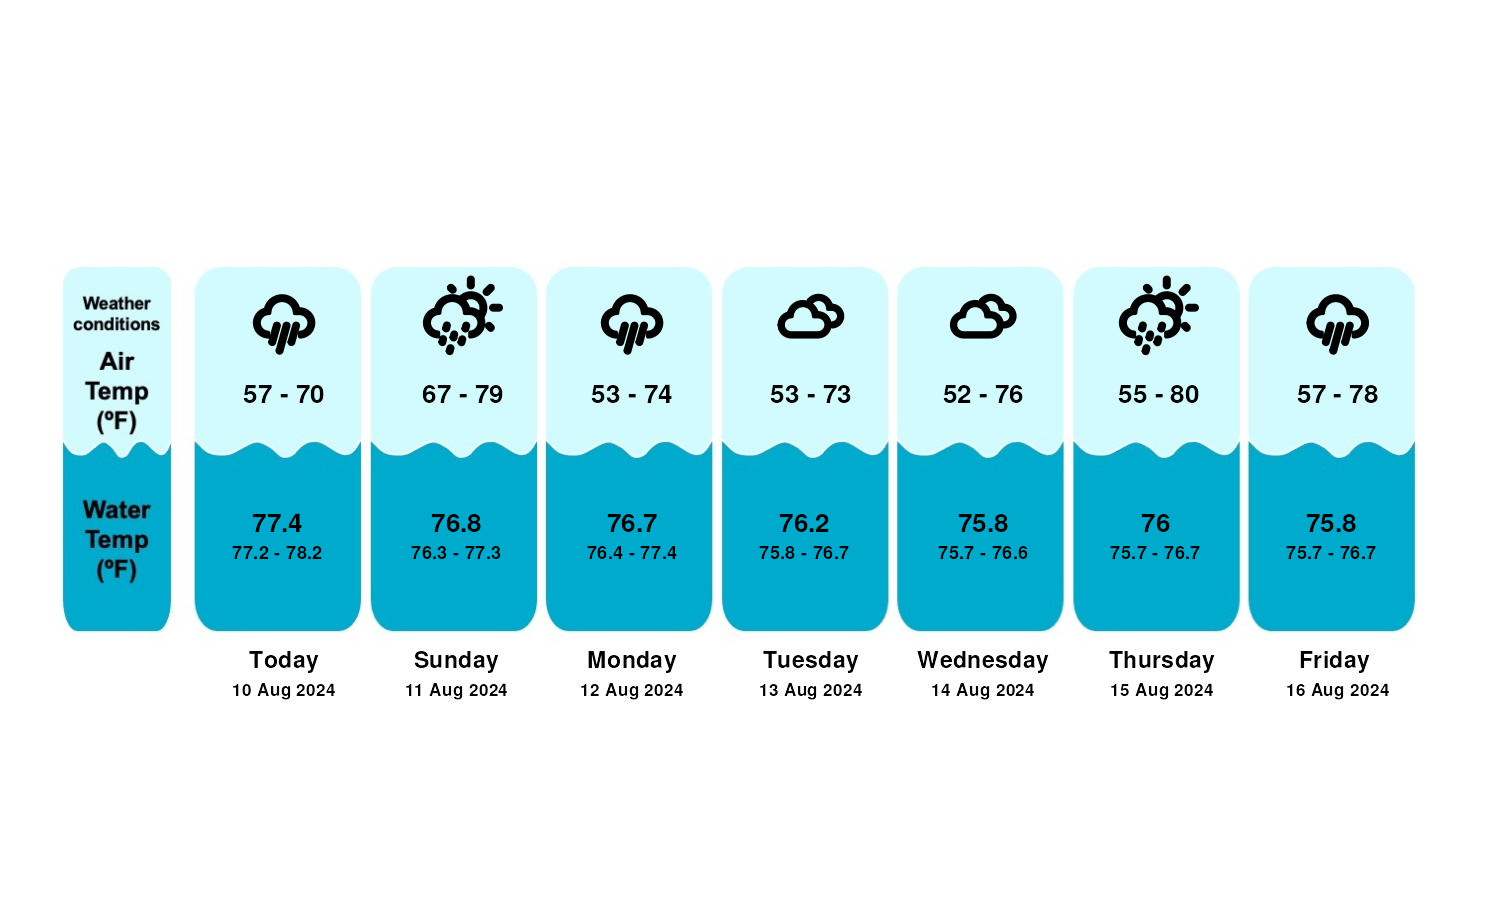 Weather
conditions
Air
Temp
(ºF)
Water
Temp
(ºF)
57 - 70
77.4
77.2 - 78.2
Today
10 Aug 2024
67 - 79
76.8
76.3 - 77.3
Sunday
11 Aug 2024
53 - 74
76.7
76.4 - 77.4
Monday
12 Aug 2024
53 - 73
76.2
75.8 - 76.7
Tuesday
13 Aug 2024
52 - 76
75.8
75.7 - 76.6
Wednesday
14 Aug 2024
55 - 80
76
75.7 - 76.7
Thursday
15 Aug 2024
57 - 78
75.8
75.7 - 76.7
Friday
16 Aug 2024